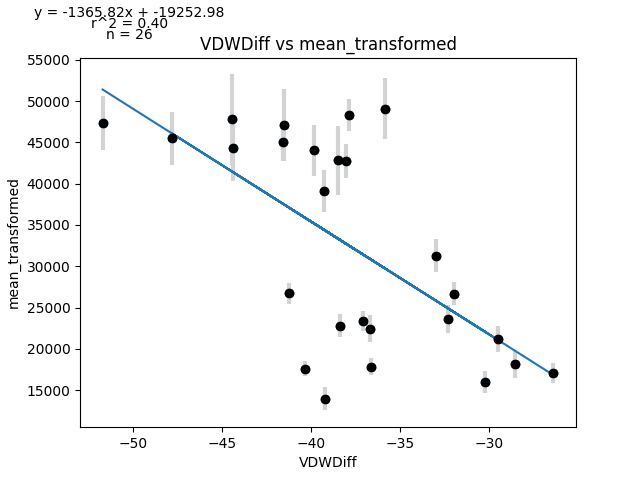 y = -1365.82x + -19252.98
r^2 = 0.40
n = 26
VDWDiff vs mean_transformed
55000
50000
45000
40000
35000
30000
25000
20000
15000
mean_transformed
−50
−45
−40
−35
−30
VDWDiff